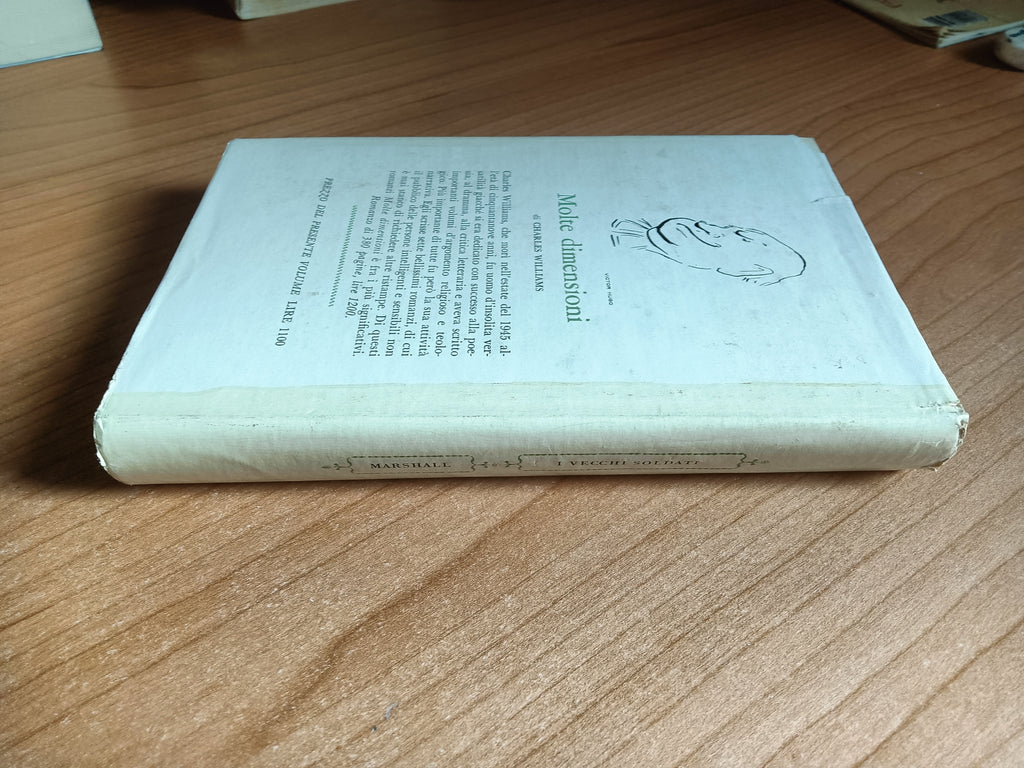 VICTOR HUGO
Molte dimensioni
di CHARLES WILLIAMS
Charles Williams, che morì nell'estate del 1945 al-
l'età di cinquantanove anni, fu uomo d'insolita ver-
satilità giacché si era dedicato con successo alla poe-
sia, al dramma, alla critica letteraria e aveva scritto
importanti volumi d'argomento religioso e teolo-
gico. Più importante di tutte fu però la sua attività
narrativa. Egli scrisse sette bellissimi romanzi, di cui
il pubblico delle persone intelligenti e sensibili non
è mai stanco di richiedere altre ristampe. Di questi
romanzi Molte dimensioni è fra i più significativi.
Romanzo di 300 pagine, lire 1200.
PREZZO DEL PRESENTE VOLUME LIRE 1100
MARSHALL
I VECCHI SOLDATI